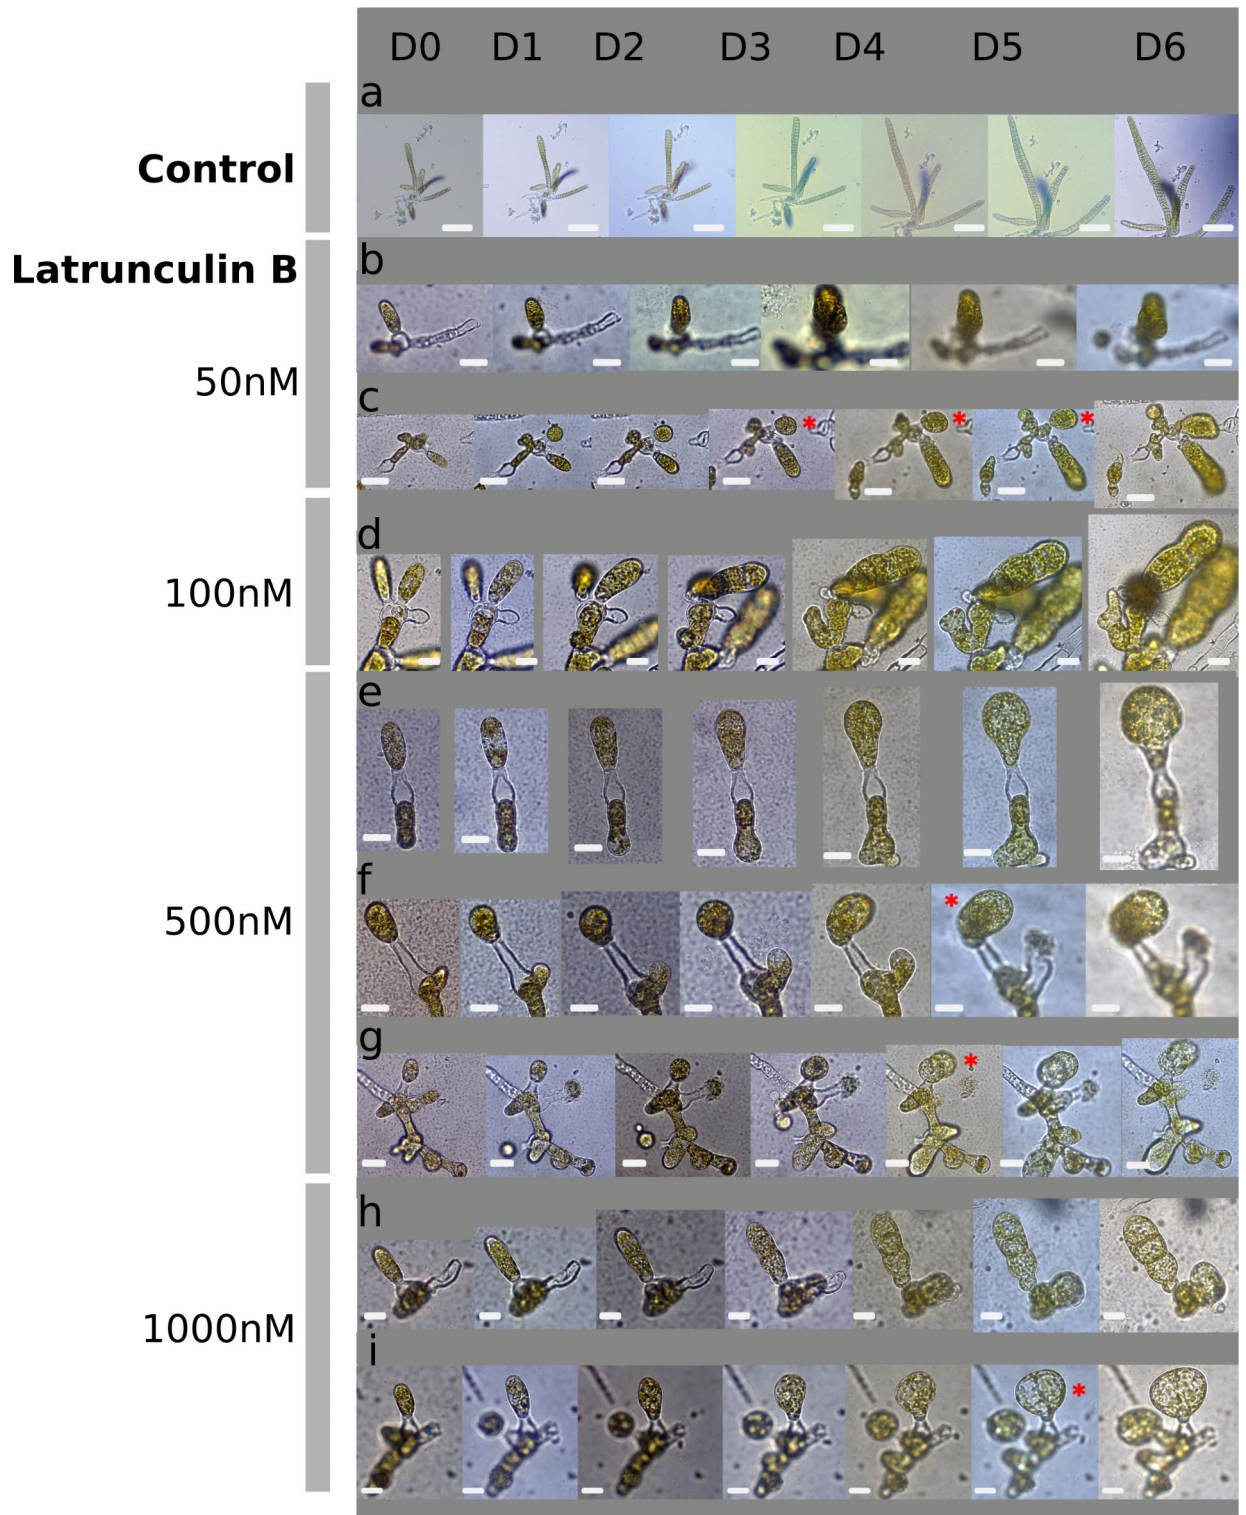 D0 D1 D2 D3 D4 D5 D6
a
Control
Latrunculin B
b
50nM
c
*
*
*
d
100nM
e
500nM
f
*
g
*
h
1000nM
i
*